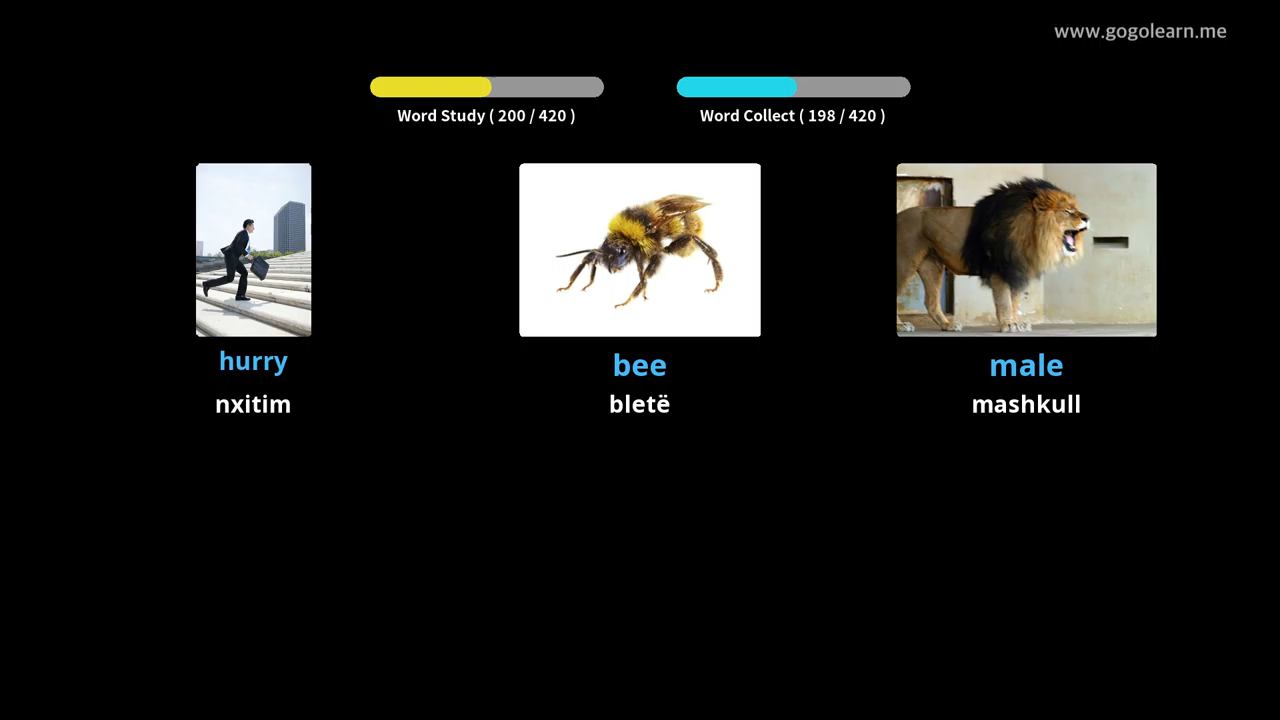 www.gogolearn.me
Word Study ( 200 / 420 )
Word Collect ( 198 / 420 )
hurry
nxitim
bee
bletë
male
mashkull